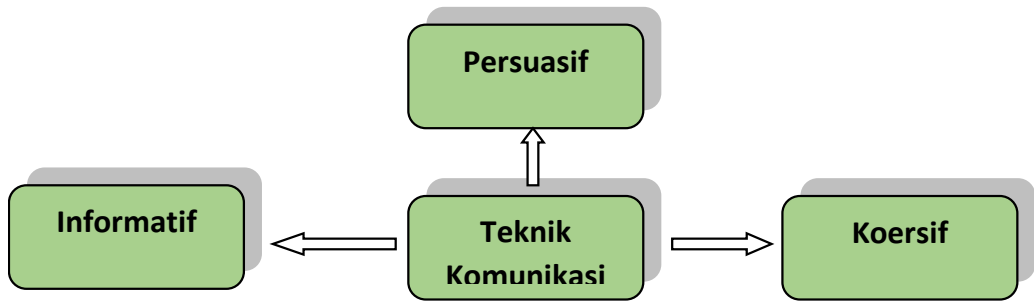 Persuasif
Informatif
Teknik
Komunikasi
Koersif